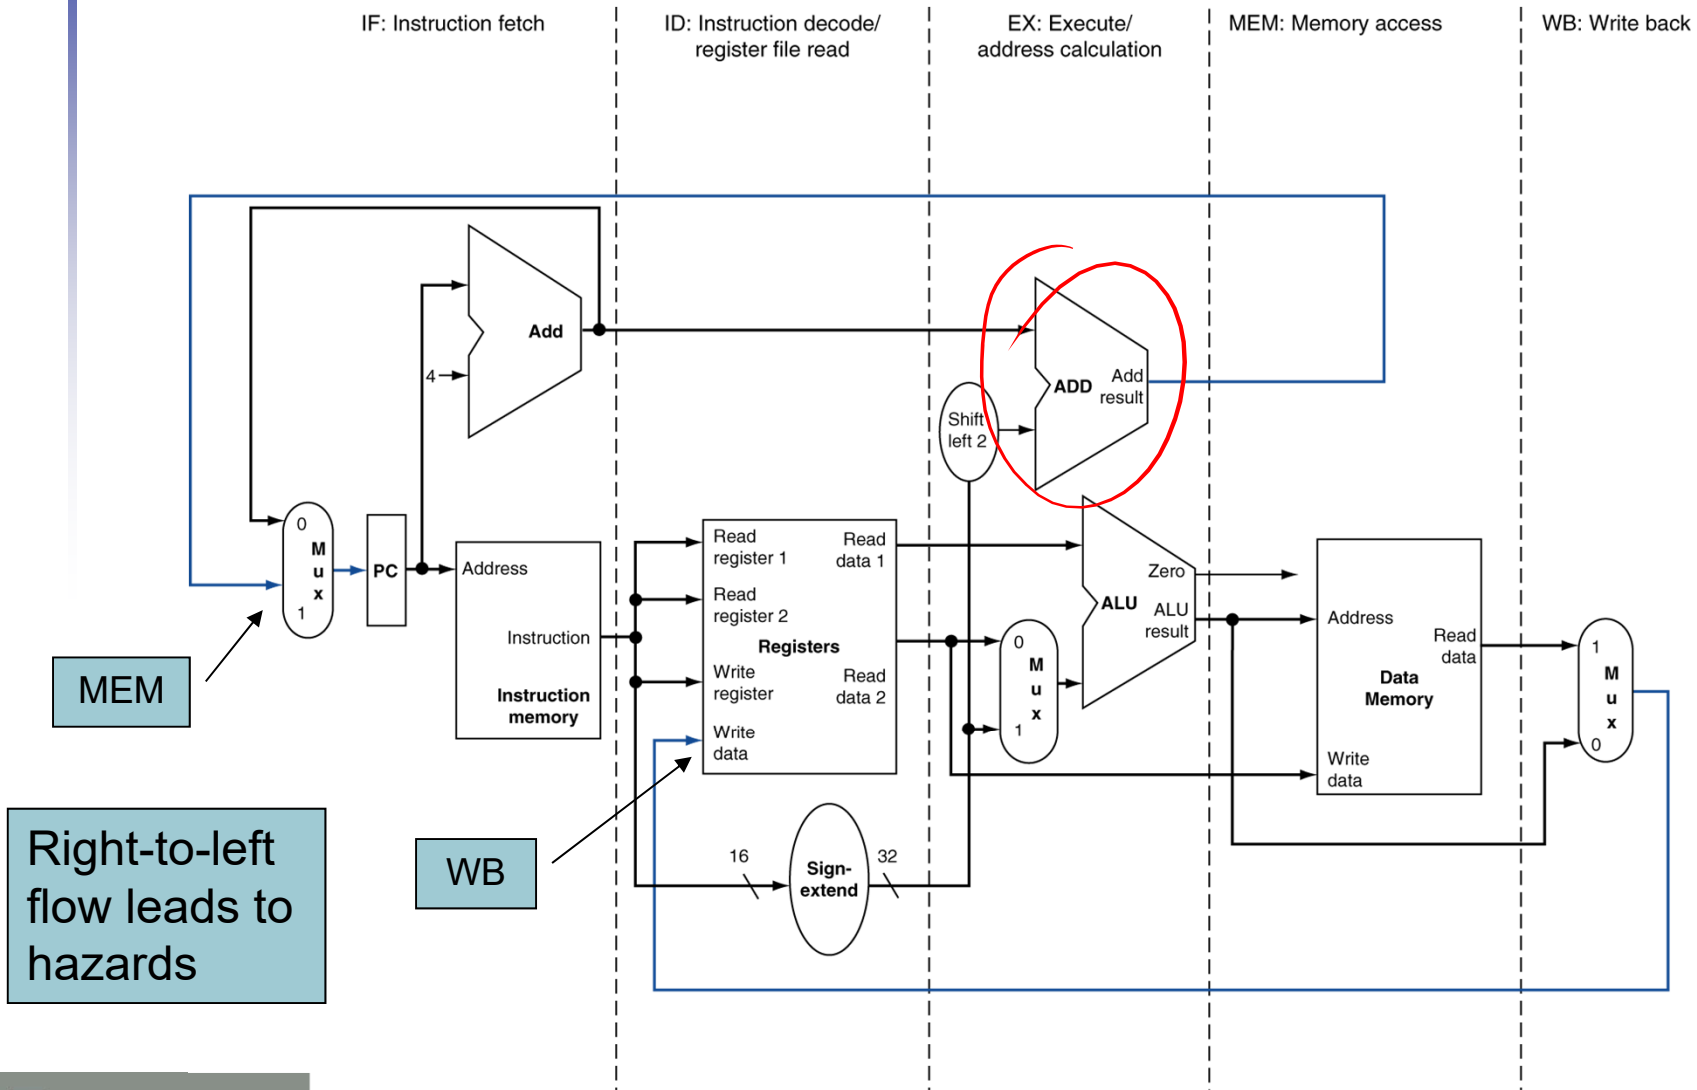 IF: Instruction fetch
ID: Instruction decode/
register file read
EX: Execute/
address calculation
MEM: Memory access
WB: Write back
Add
4
Shift
left 2
ADD
Add
result
0
M
u
x
1
PC
Address
Instruction
Instruction
memory
Read
register 1
Read
register 2
Write
register
Write
data
Registers
Read
data 1
Read
data 2
0
M
u
x
1
Zero
ALU
ALU
result
Address
Read
data
Data
Memory
Write
data
1
M
u
x
0
16
Sign-
extend
32
MEM
WB
Right-to-left
flow leads to
hazards